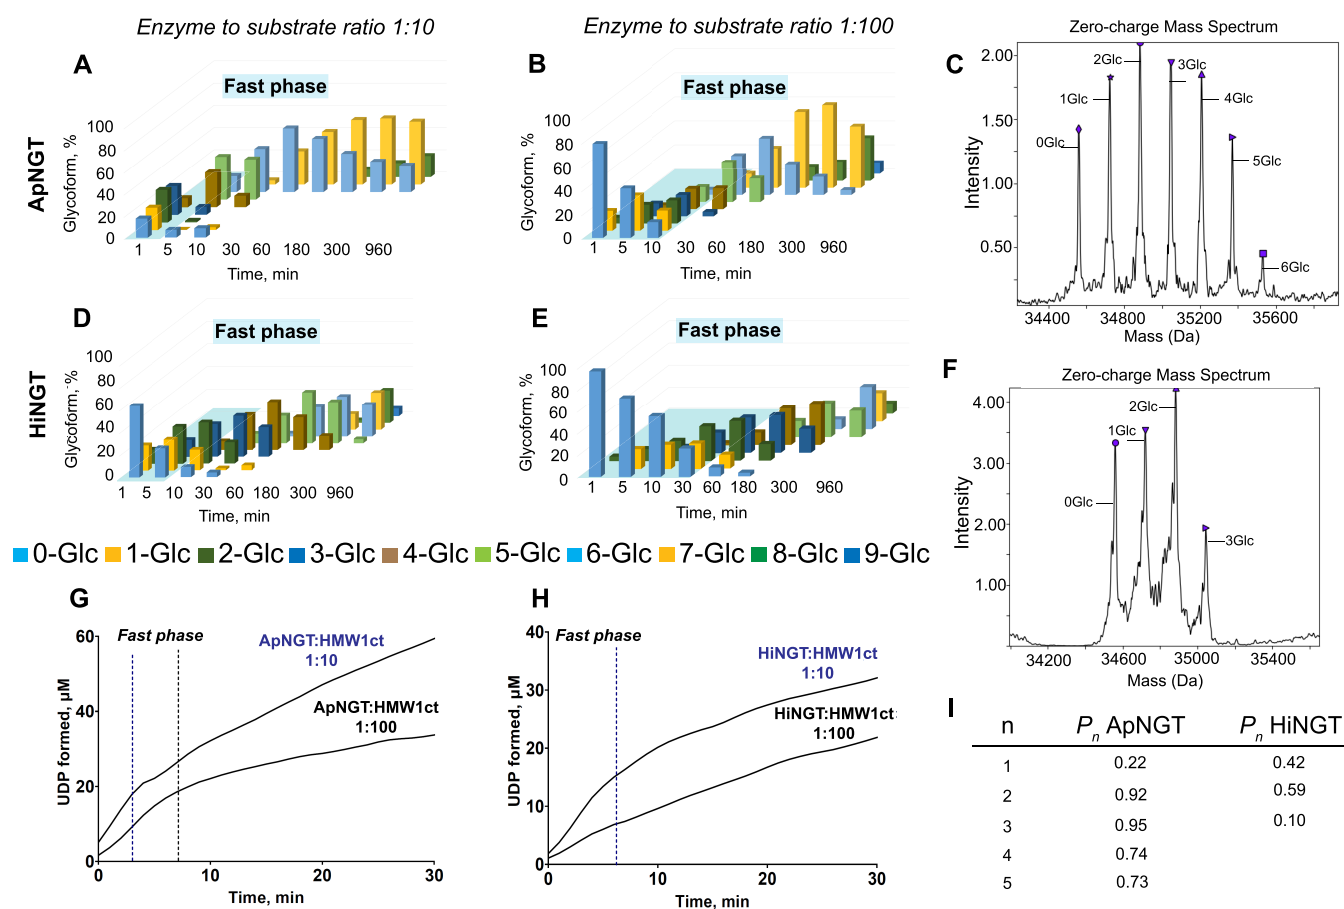 Enzyme to substrate ratio 1:10
Enzyme to substrate ratio 1:100
ApNGT
A
Fast phase
Glycoform, %
100
80
60
40
20
0
1 5 10 30 60 180 300 960
Time, min
B
Fast phase
Glycoform, %
100
80
60
40
20
0
1 5 10 30 60 180 300 960
Time, min
C
Zero-charge Mass Spectrum
Intensity
2.00
1.50
1.00
0.50
0Glc
1Glc
2Glc
3Glc
4Glc
5Glc
6Glc
34400 34800 35200 35600
Mass (Da)
HiNGT
D
Fast phase
Glycoform, %
100
80
60
40
20
0
1 5 10 30 60 180 300 960
Time, min
E
Fast phase
Glycoform, %
100
80
60
40
20
0
1 5 10 30 60 180 300 960
Time, min
F
Zero-charge Mass Spectrum
Intensity
4.00
3.00
2.00
1.00
0Glc
1Glc
2Glc
3Glc
34200 34600 35000 35400
Mass (Da)
0-Glc 1-Glc 2-Glc 3-Glc 4-Glc 5-Glc 6-Glc 7-Glc 8-Glc 9-Glc
G
Fast phase
ApNGT:HMW1ct
1:10
ApNGT:HMW1ct
1:100
UDP formed, µM
60
40
20
0
0 10 20 30
Time, min
H
Fast phase
HiNGT:HMW1ct
1:10
HiNGT:HMW1ct
1:100
UDP formed, µM
40
30
20
10
0
0 10 20 30
Time, min
I
n Pn ApNGT Pn HiNGT
1 0.22 0.42
2 0.92 0.59
3 0.95 0.10
4 0.74
5 0.73